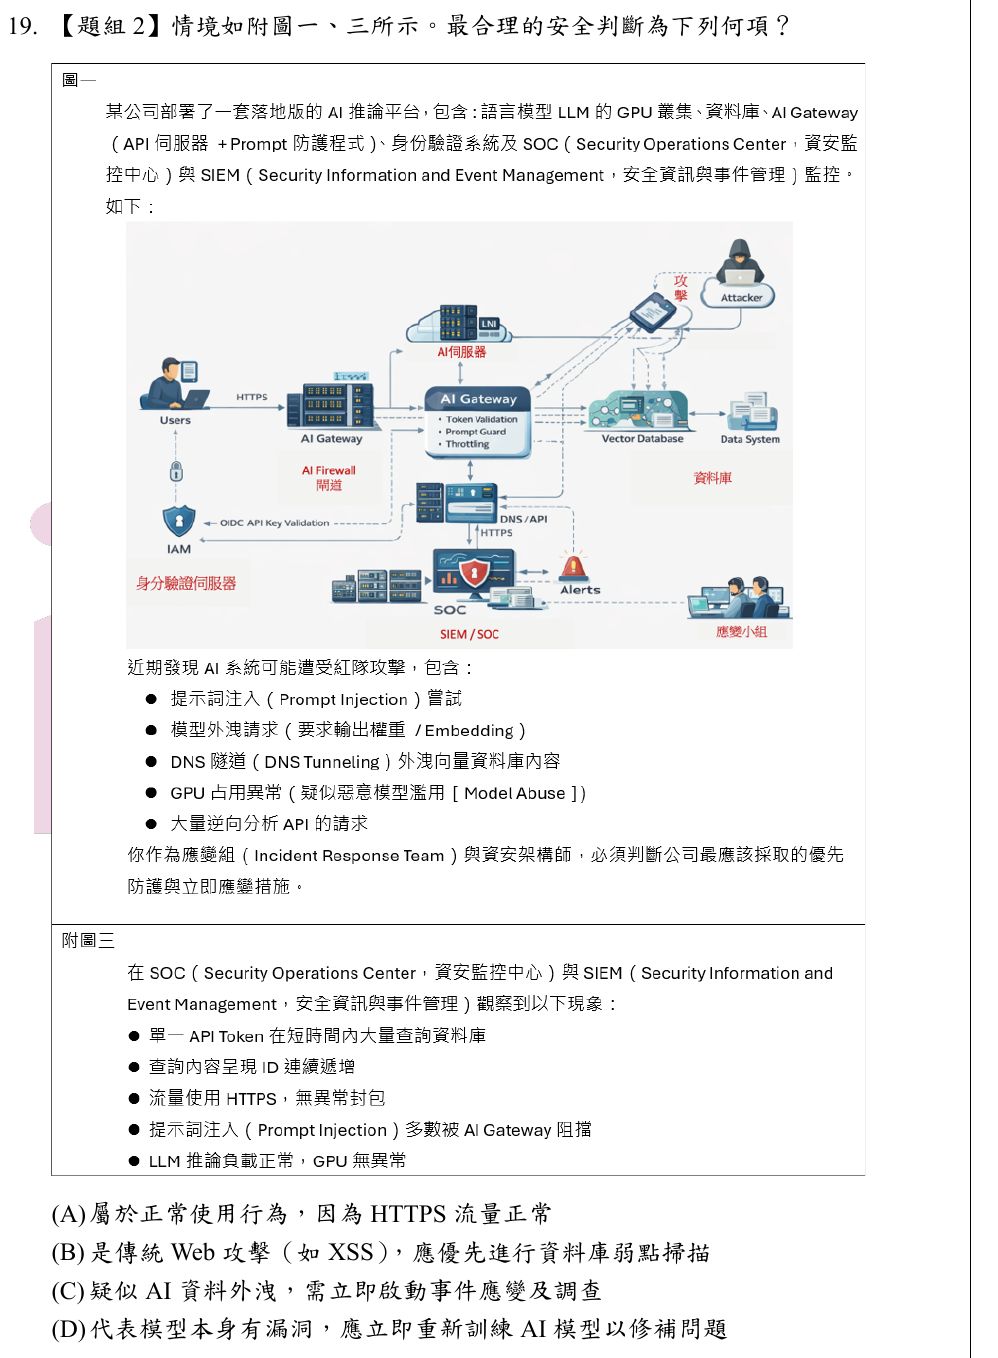 19. 【題組 2】情境如附圖一、三所示。最合理的安全判斷為下列何項？
圖一
某公司部署了一套落地版的 AI 推論平台，包含：語言模型 LLM 的 GPU 叢集、資料庫、AI Gateway
（API 伺服器 +Prompt 防護程式）、身份驗證系統及 SOC（Security Operations Center，資安監
控中心）與 SIEM（Security Information and Event Management，安全資訊與事件管理）監控。
如下：
攻擊
Attacker
LNI
AI伺服器
Users
HTTPS
AI Gateway
AI Firewall
閘道
AI Gateway
• Token Validation
• Prompt Guard
• Throttling
Vector Database
Data System
資料庫
OIDC API Key Validation
IAM
身分驗證伺服器
DNS/API
HTTPS
SOC
SIEM / SOC
Alerts
應變小組
近期發現 AI 系統可能遭受紅隊攻擊，包含：
● 提示詞注入（Prompt Injection）嘗試
● 模型外洩請求（要求輸出權重 /Embedding）
● DNS 隧道（DNS Tunneling）外洩向量資料庫內容
● GPU 占用異常（疑似惡意模型濫用［Model Abuse］）
● 大量逆向分析 API 的請求
你作為應變組（Incident Response Team）與資安架構師，必須判斷公司最應該採取的優先
防護與立即應變措施。
附圖三
在 SOC（Security Operations Center，資安監控中心）與 SIEM（Security Information and
Event Management，安全資訊與事件管理）觀察到以下現象：
● 單一 API Token 在短時間內大量查詢資料庫
● 查詢內容呈現 ID 連續遞增
● 流量使用 HTTPS，無異常封包
● 提示詞注入（Prompt Injection）多數被 AI Gateway 阻擋
● LLM 推論負載正常，GPU 無異常
(A)屬於正常使用行為，因為 HTTPS 流量正常
(B)是傳統 Web 攻擊（如 XSS），應優先進行資料庫弱點掃描
(C)疑似 AI 資料外洩，需立即啟動事件應變及調查
(D)代表模型本身有漏洞，應立即重新訓練 AI 模型以修補問題